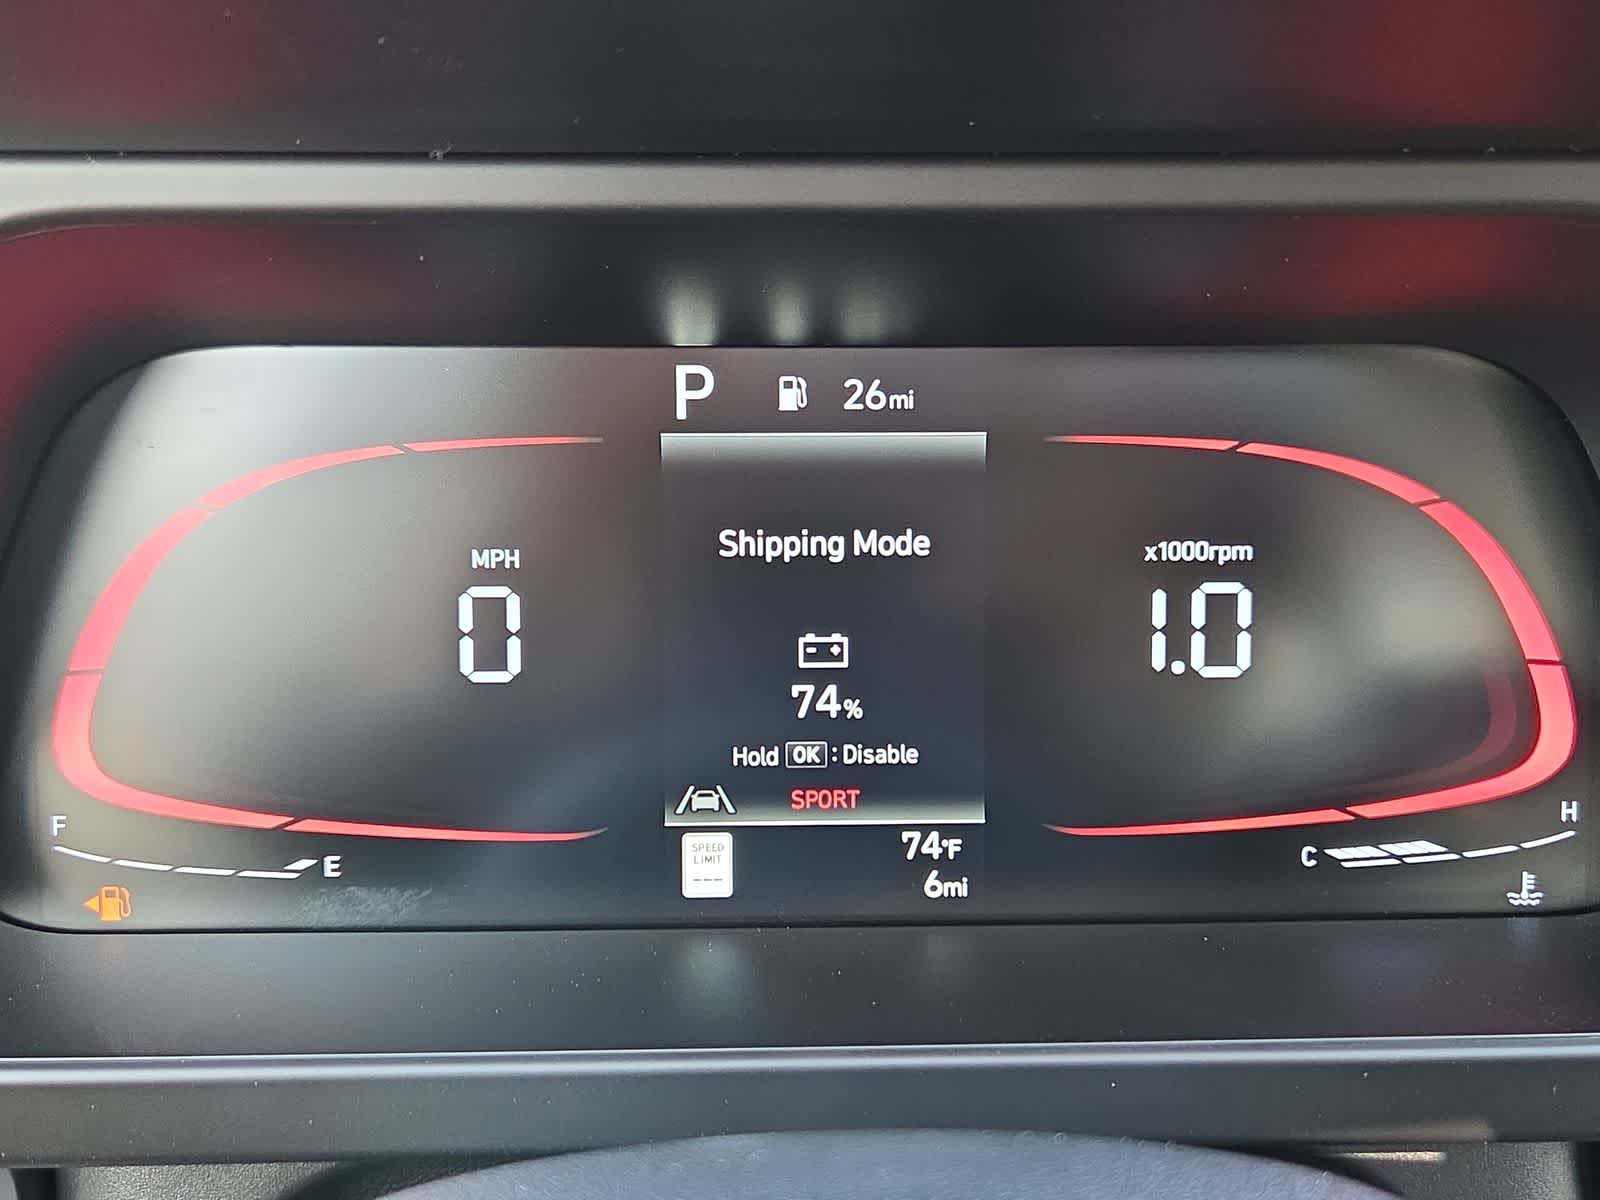 P 26mi
MPH
0
Shipping Mode
x1000rpm
1.0
74%
Hold OK : Disable
SPORT
F
E
SPEED
LIMIT
---
74°F
6mi
C
H